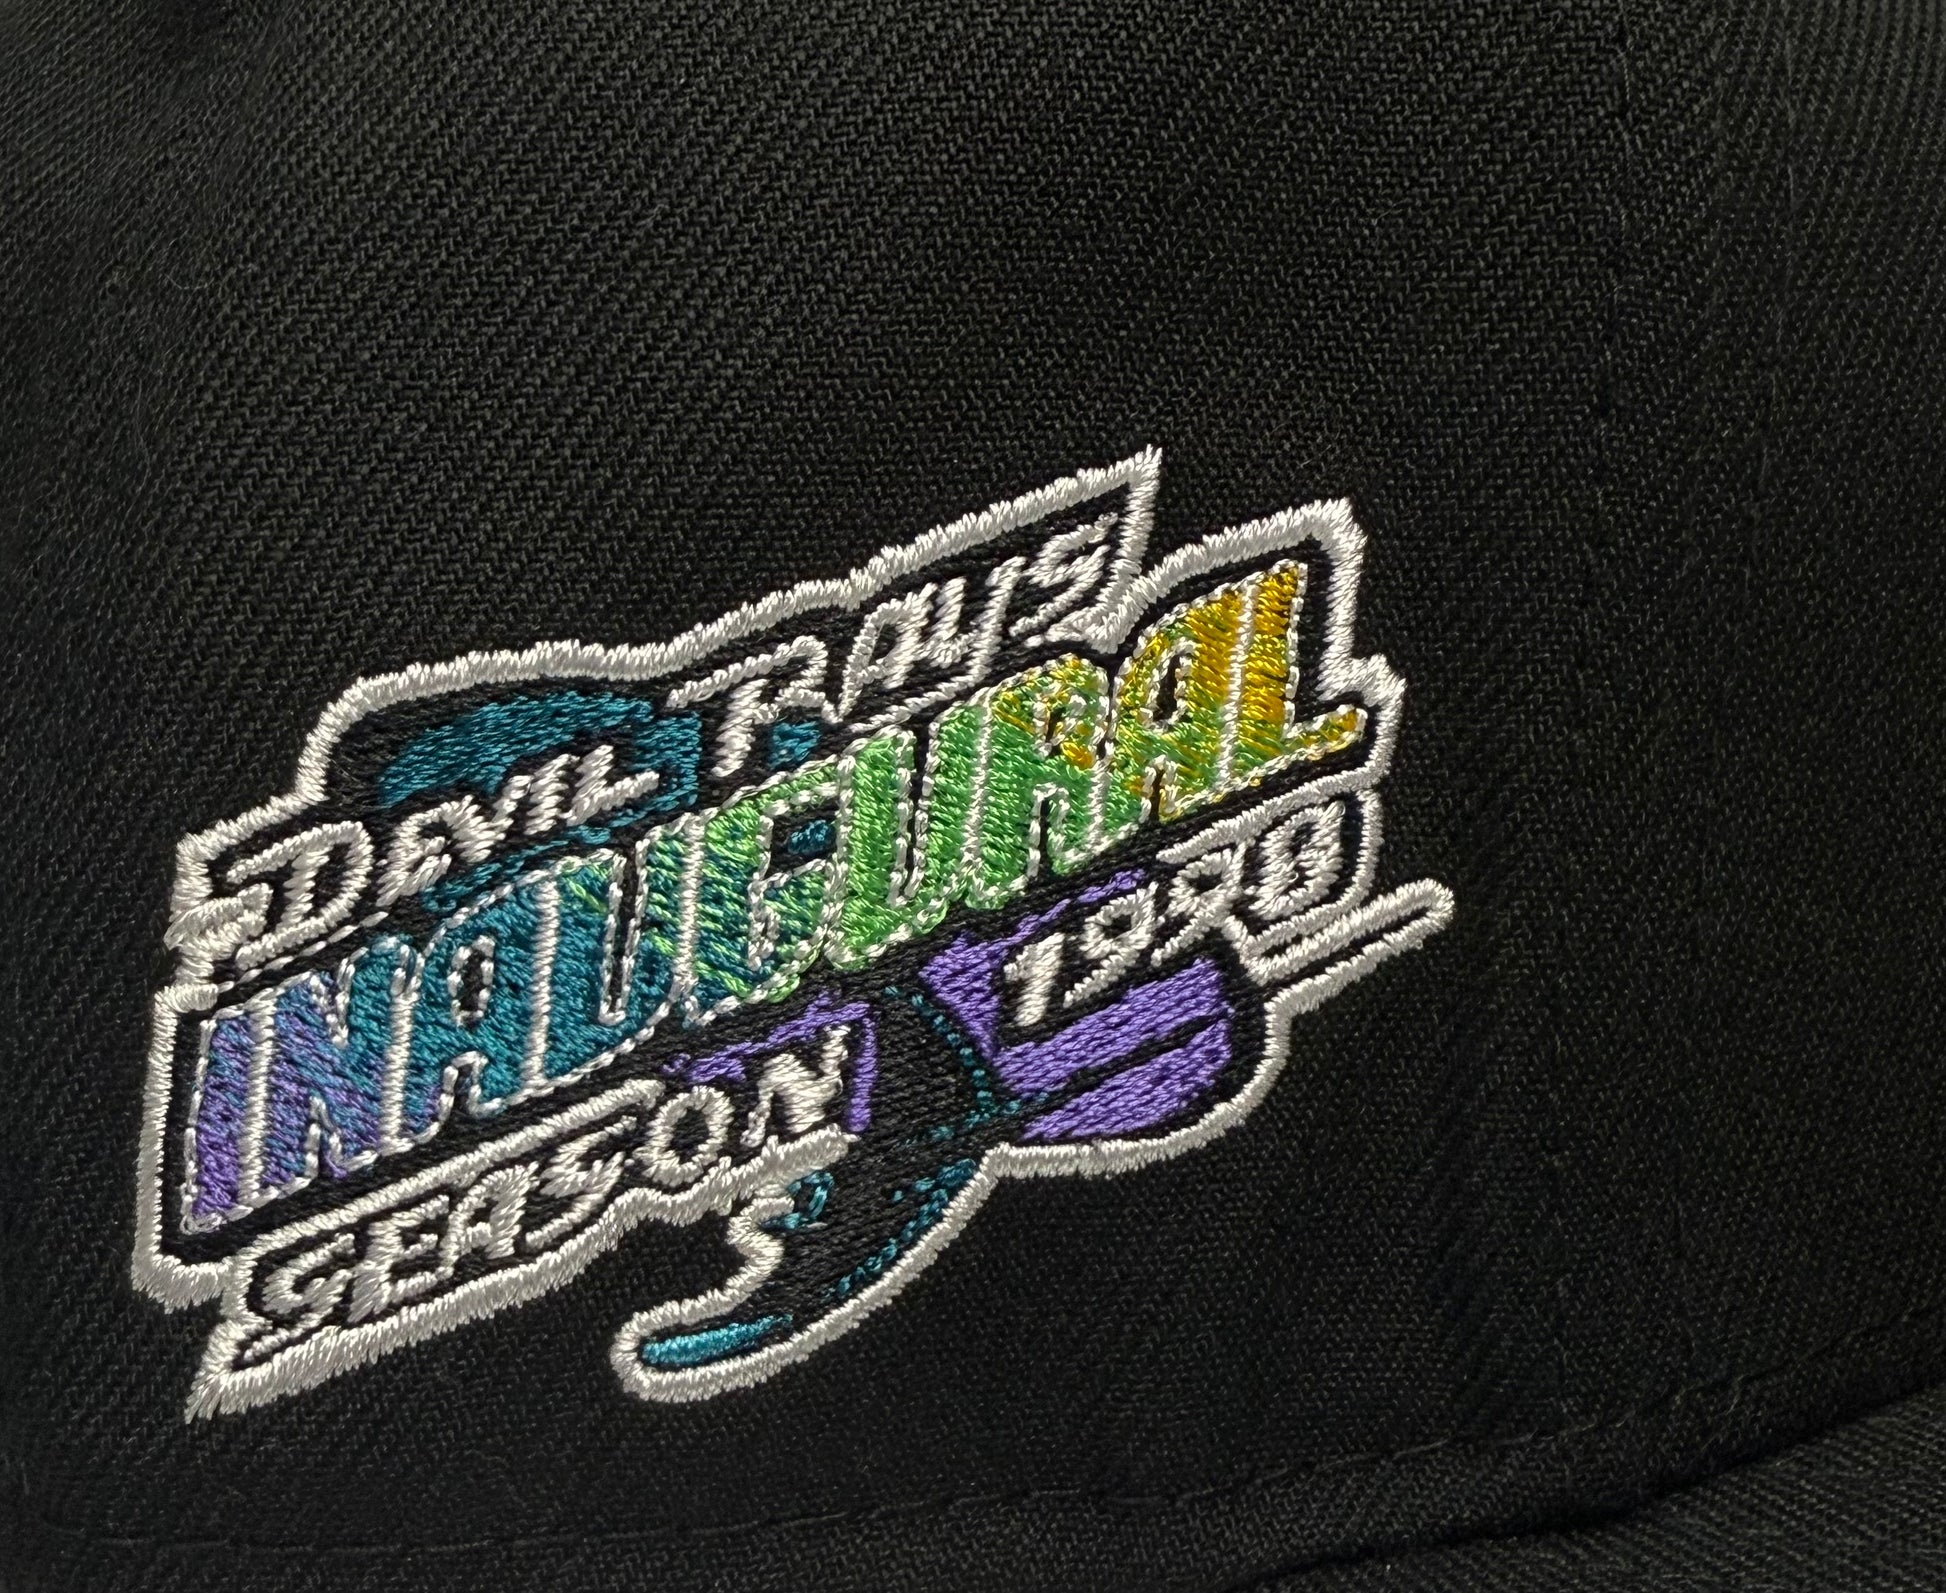 DEVIL RAYS
INAUGURAL
SEASON 1998